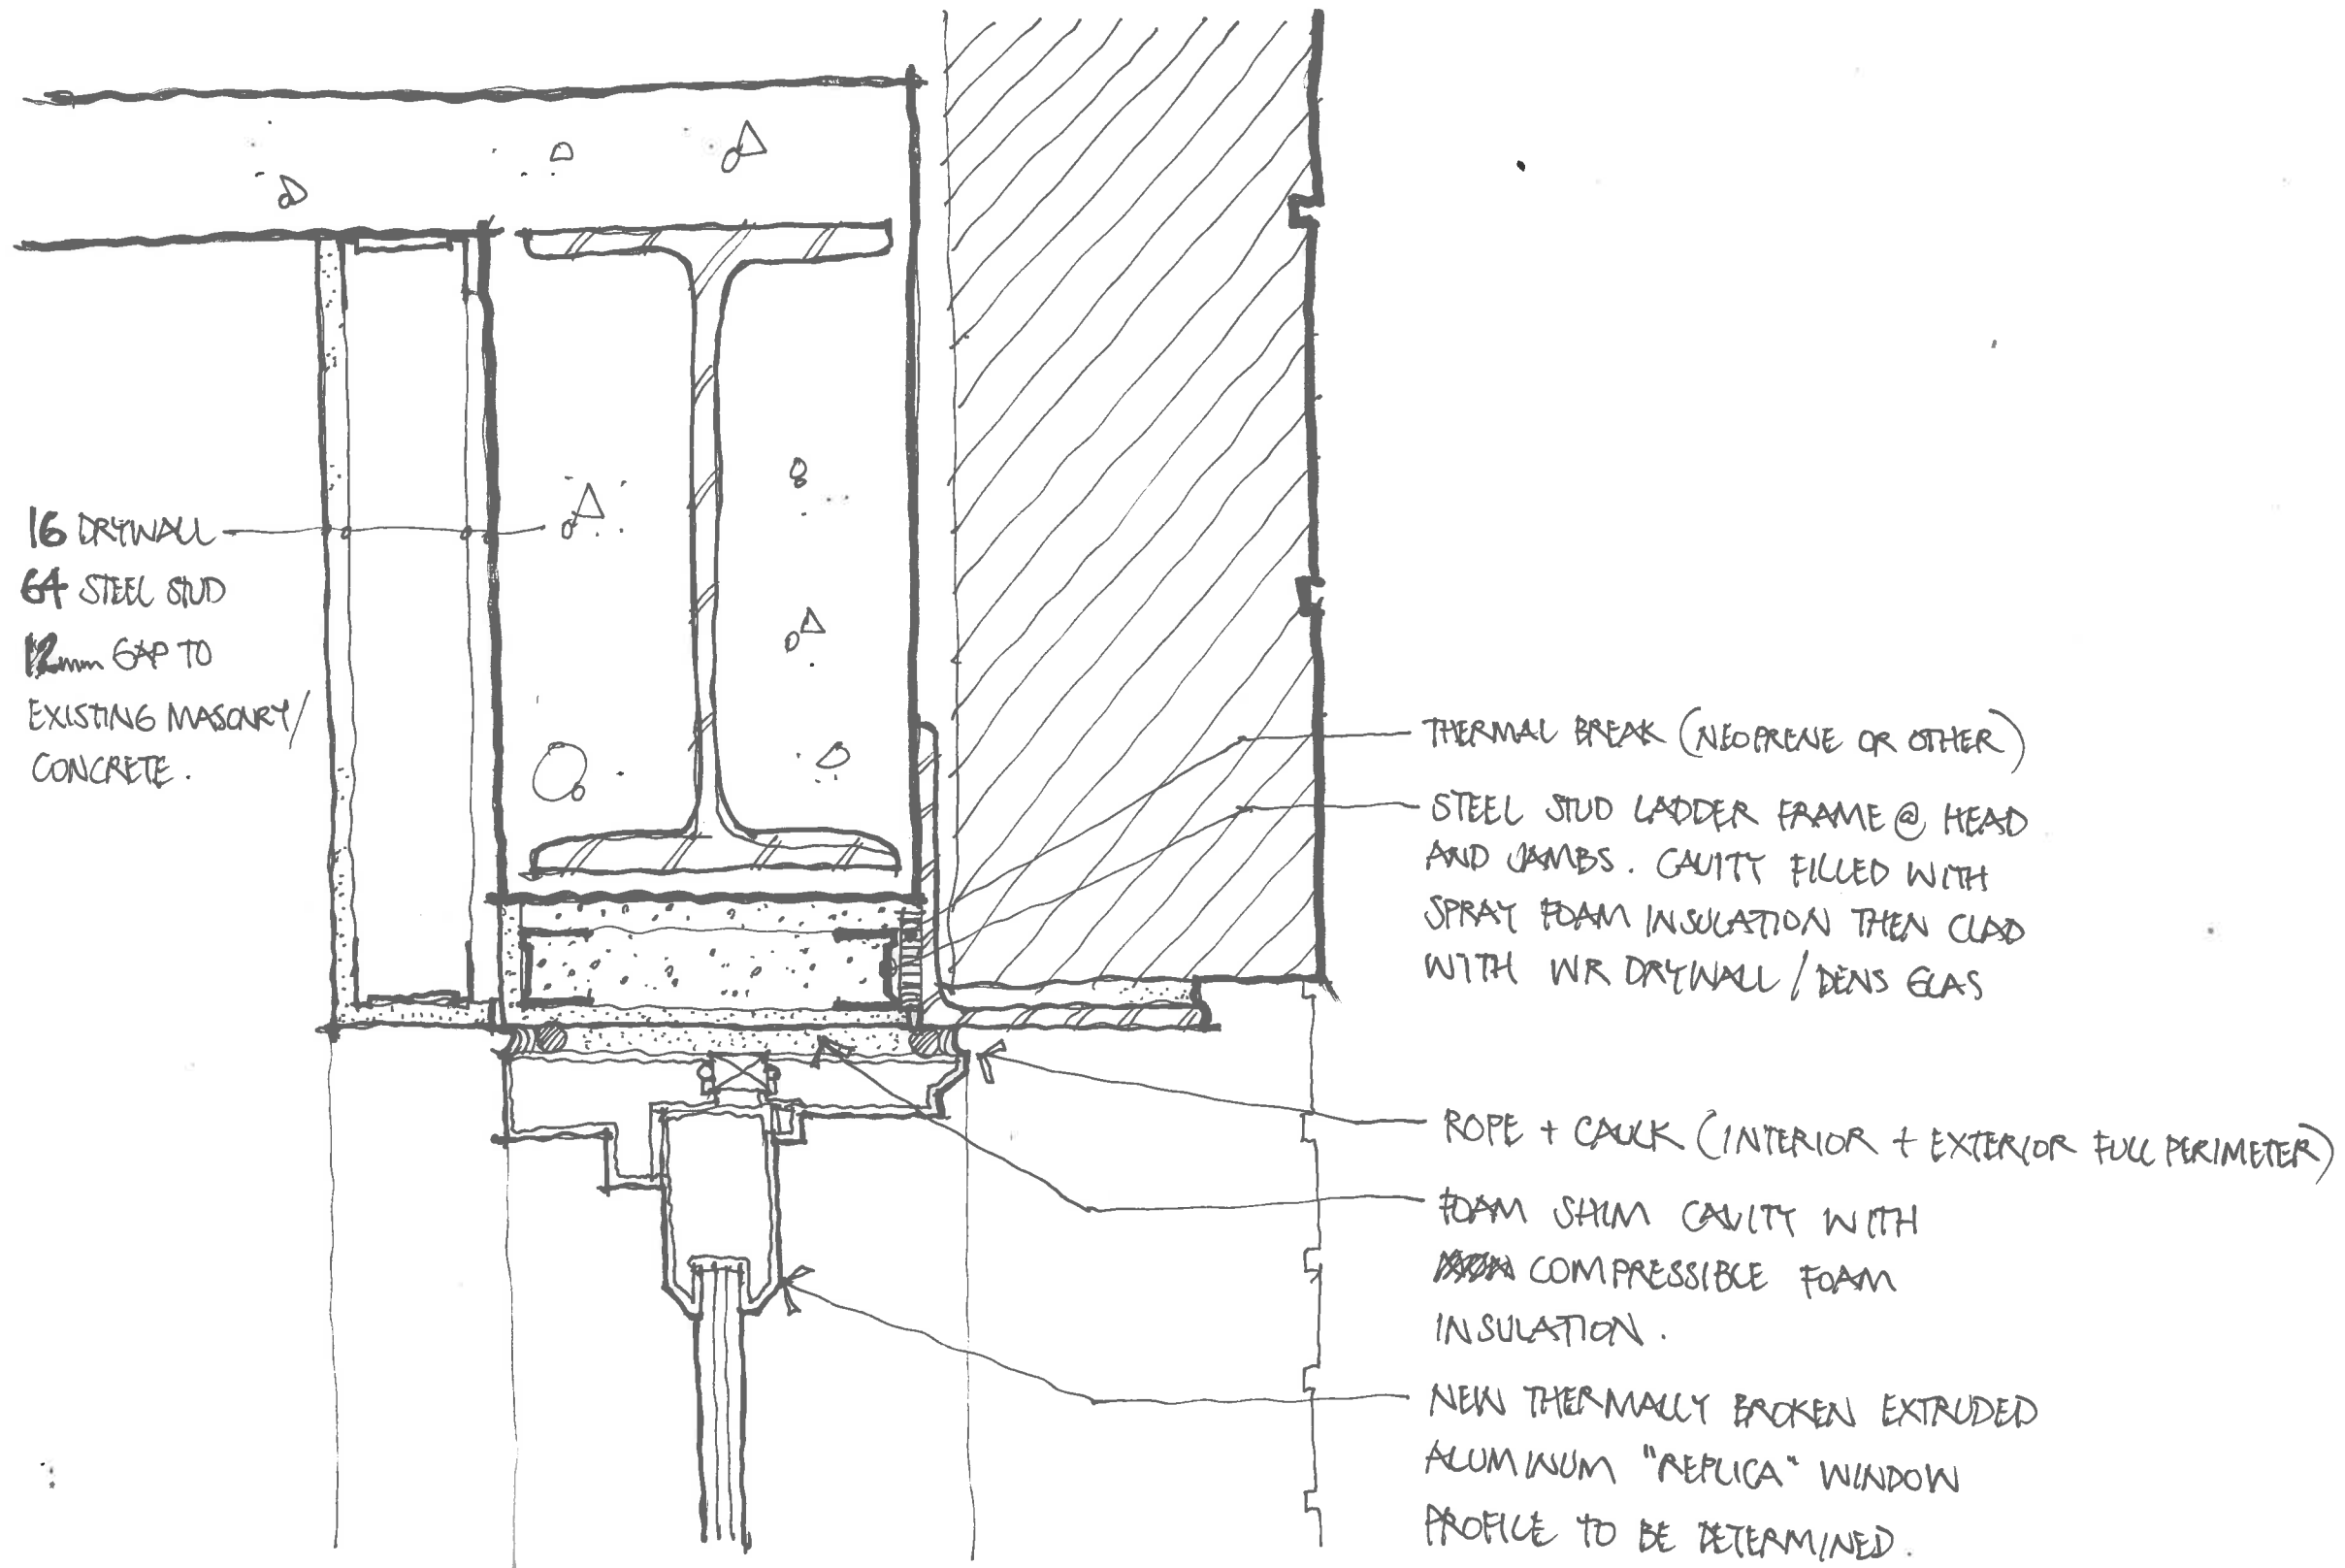 16 DRYWALL
64 STEEL STUD
12mm GAP TO
EXISTING MASONRY/
CONCRETE.
THERMAL BREAK (NEOPRENE OR OTHER)
STEEL STUD LADDER FRAME @ HEAD
AND JAMBS. CAVITY FILLED WITH
SPRAY FOAM INSULATION THEN CLAD
WITH WR DRYWALL / DENS GLAS
ROPE + CAULK (INTERIOR + EXTERIOR FULL PERIMETER)
FOAM SHIM CAVITY WITH
COMPRESSIBLE FOAM
INSULATION.
NEW THERMALLY BROKEN EXTRUDED
ALUMINUM "REPLICA" WINDOW
PROFILE TO BE DETERMINED.